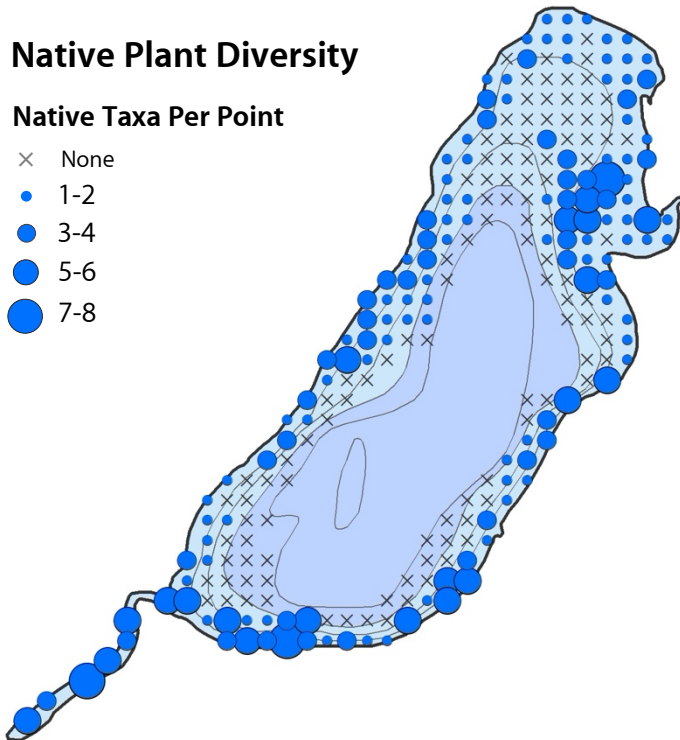 Native Plant Diversity
Native Taxa Per Point
None
1-2
3-4
5-6
7-8